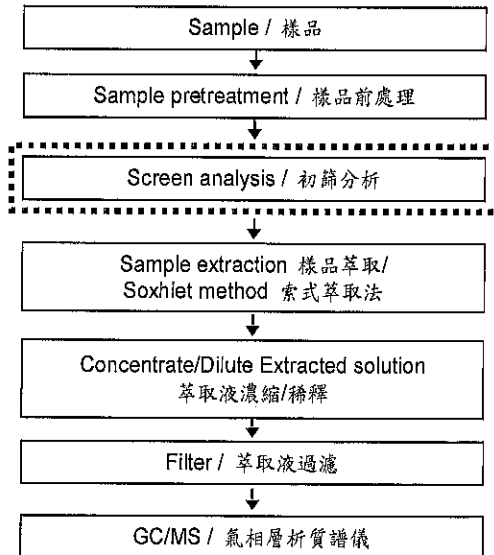 Sample / 樣品
Sample pretreatment / 樣品前處理
Screen analysis / 初篩分析
Sample extraction 樣品萃取/
Soxhlet method 索式萃取法
Concentrate/Dilute Extracted solution
萃取液濃縮/稀釋
Filter / 萃取液過濾
GC/MS / 氣相層析質譜儀